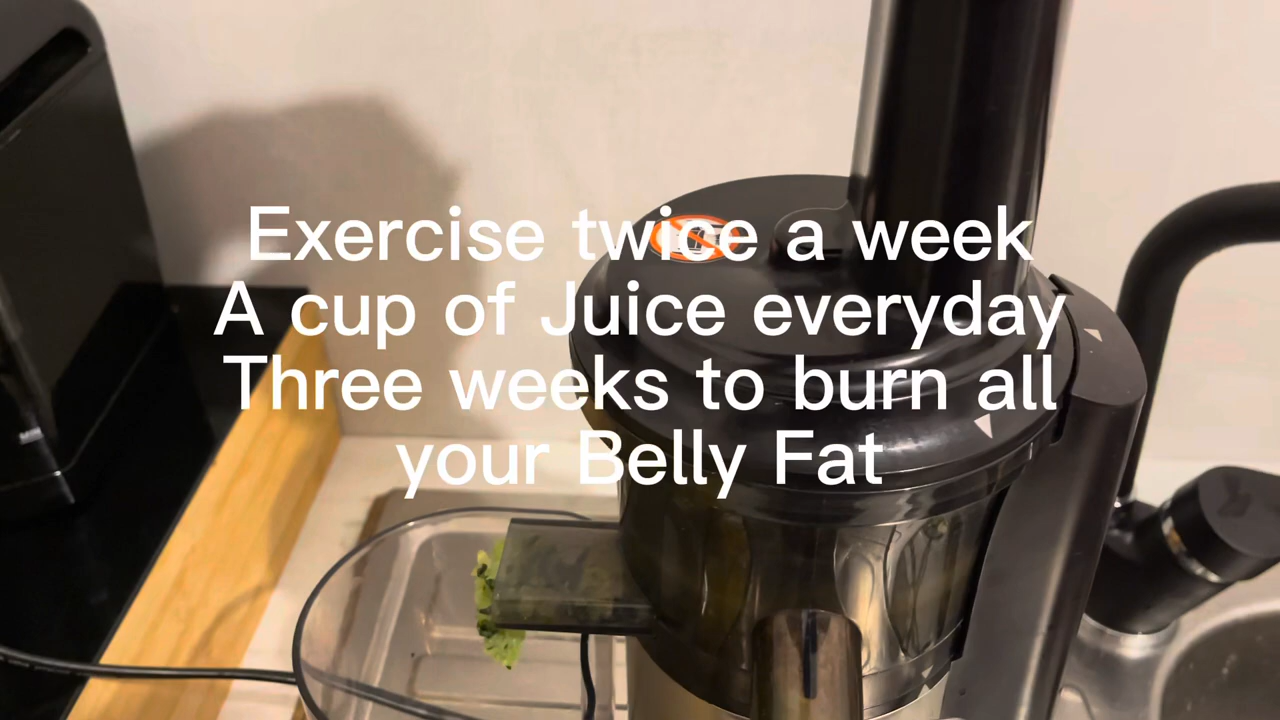 Exercise twice a week
A cup of Juice everyday
Three weeks to burn all
your Belly Fat